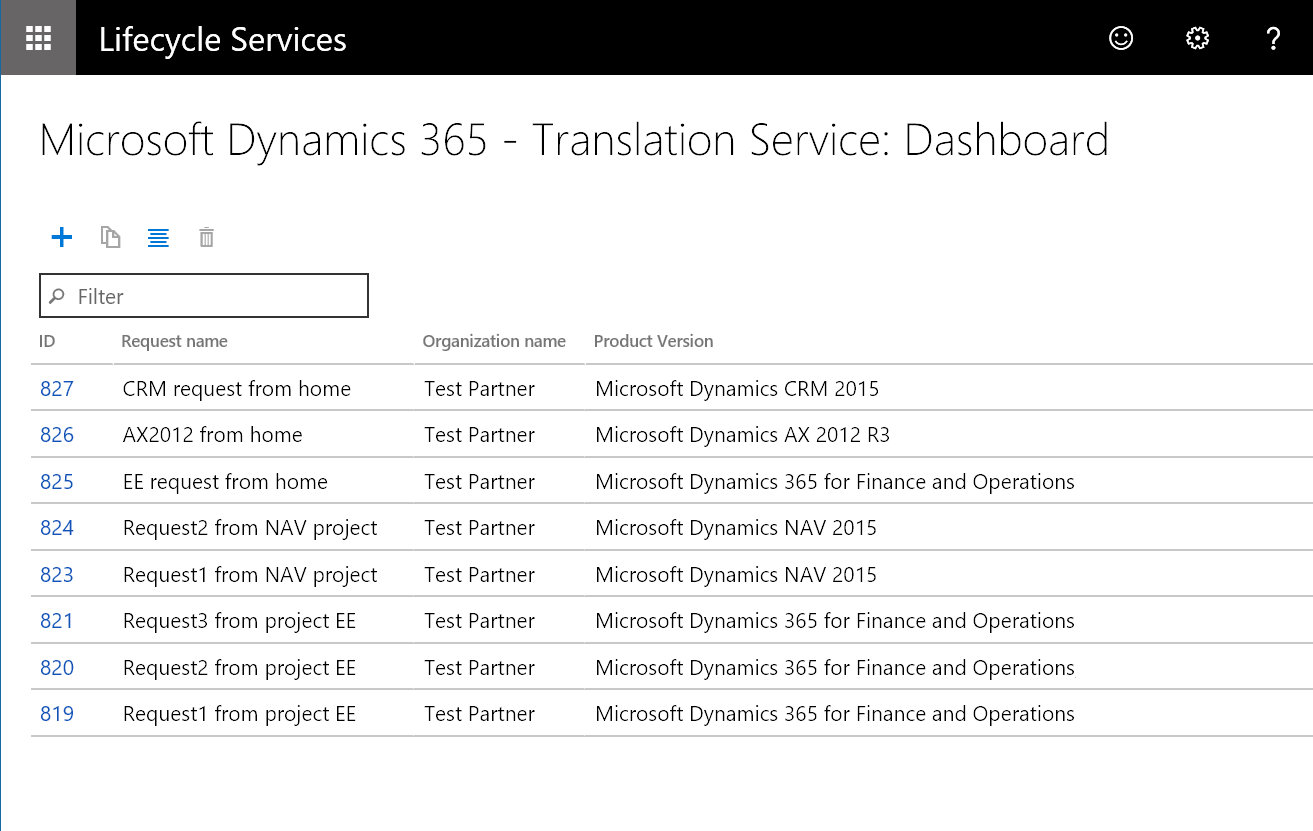 Lifecycle Services
?
Microsoft Dynamics 365 - Translation Service: Dashboard
Filter
ID Request name Organization name Product Version
827 CRM request from home Test Partner Microsoft Dynamics CRM 2015
826 AX2012 from home Test Partner Microsoft Dynamics AX 2012 R3
825 EE request from home Test Partner Microsoft Dynamics 365 for Finance and Operations
824 Request2 from NAV project Test Partner Microsoft Dynamics NAV 2015
823 Request1 from NAV project Test Partner Microsoft Dynamics NAV 2015
821 Request3 from project EE Test Partner Microsoft Dynamics 365 for Finance and Operations
820 Request2 from project EE Test Partner Microsoft Dynamics 365 for Finance and Operations
819 Request1 from project EE Test Partner Microsoft Dynamics 365 for Finance and Operations